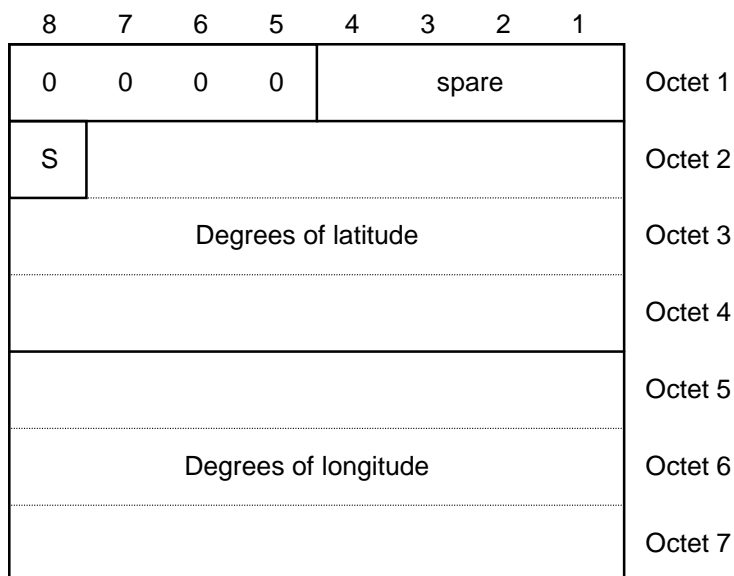 8 7 6 5 4 3 2 1
0 0 0 0 spare Octet 1
S Octet 2
Degrees of latitude Octet 3
Octet 4
Octet 5
Degrees of longitude Octet 6
Octet 7